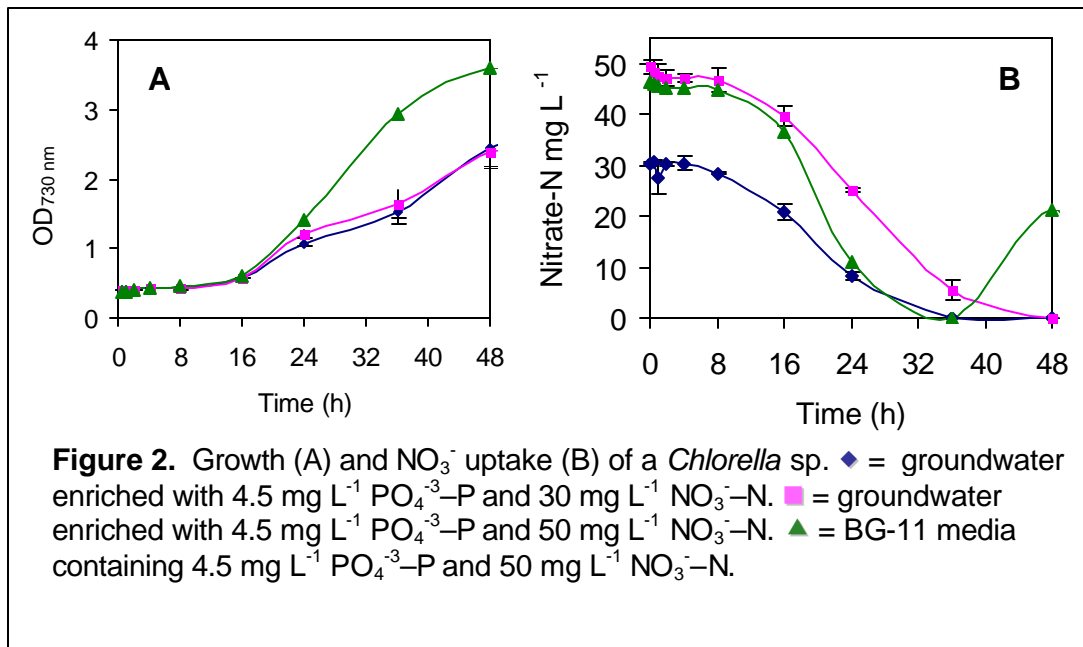 A
4
3
2
1
0
OD730 nm
0 8 16 24 32 40 48
Time (h)
B
50
40
30
20
10
0
Nitrate-N mg L -1
0 8 16 24 32 40 48
Time (h)
Figure 2. Growth (A) and NO3- uptake (B) of a Chlorella sp. ◆ = groundwater
enriched with 4.5 mg L-1 PO4-3–P and 30 mg L-1 NO3-–N. ■ = groundwater
enriched with 4.5 mg L-1 PO4-3–P and 50 mg L-1 NO3-–N. ▲ = BG-11 media
containing 4.5 mg L-1 PO4-3–P and 50 mg L-1 NO3-–N.